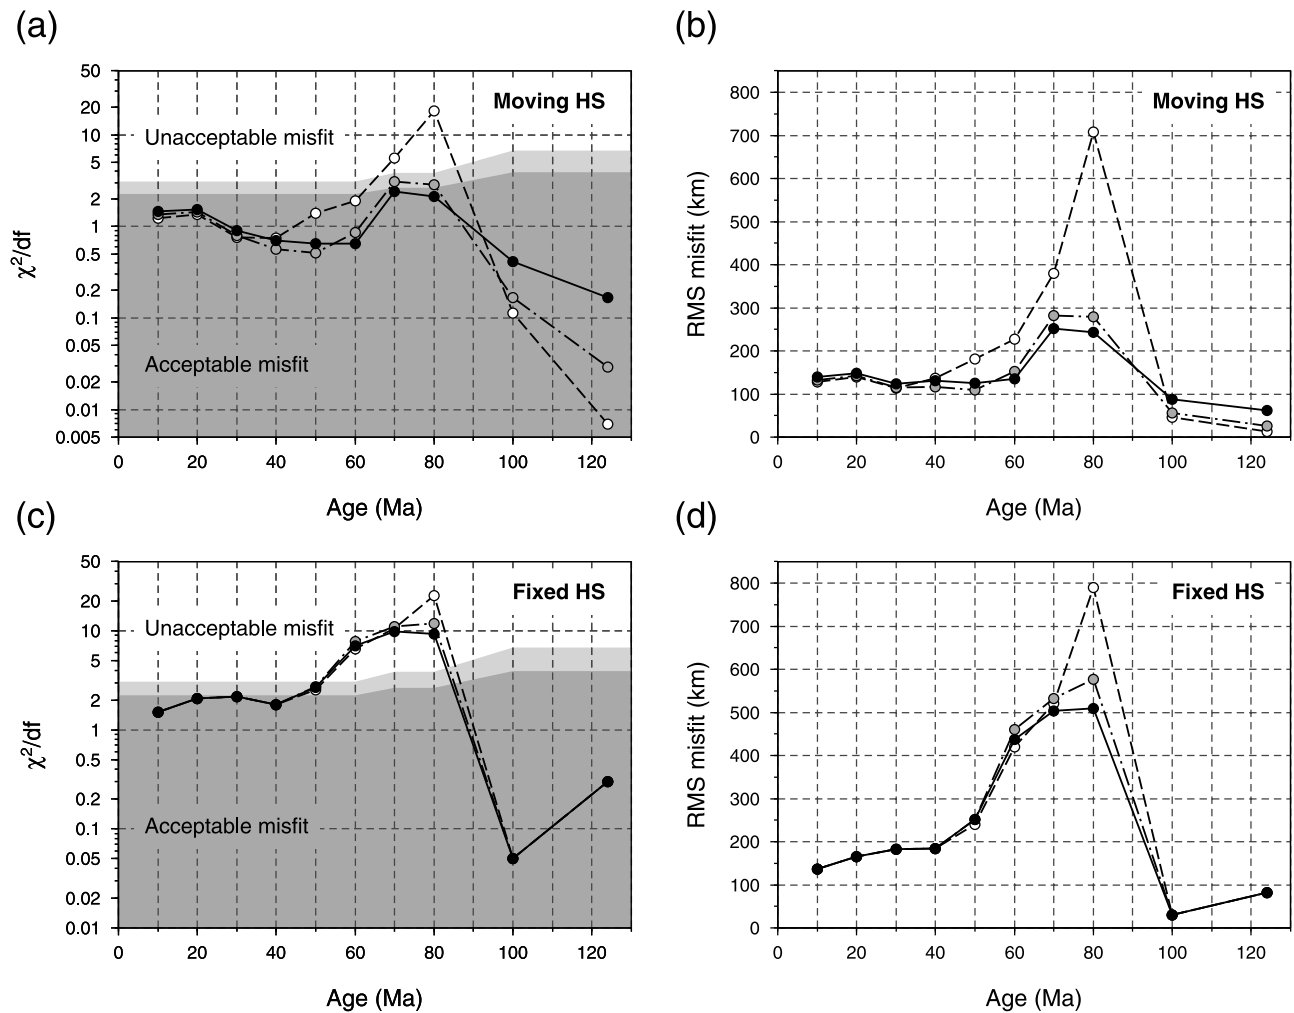 (a)
Moving HS
Unacceptable misfit
Acceptable misfit
χ²/df
50
20
10
5
2
1
0.5
0.2
0.1
0.05
0.02
0.01
0.005
0 20 40 60 80 100 120
Age (Ma)
(b)
Moving HS
RMS misfit (km)
800
700
600
500
400
300
200
100
0
0 20 40 60 80 100 120
Age (Ma)
(c)
Fixed HS
Unacceptable misfit
Acceptable misfit
χ²/df
50
20
10
5
2
1
0.5
0.2
0.1
0.05
0.02
0.01
0 20 40 60 80 100 120
Age (Ma)
(d)
Fixed HS
RMS misfit (km)
800
700
600
500
400
300
200
100
0
0 20 40 60 80 100 120
Age (Ma)